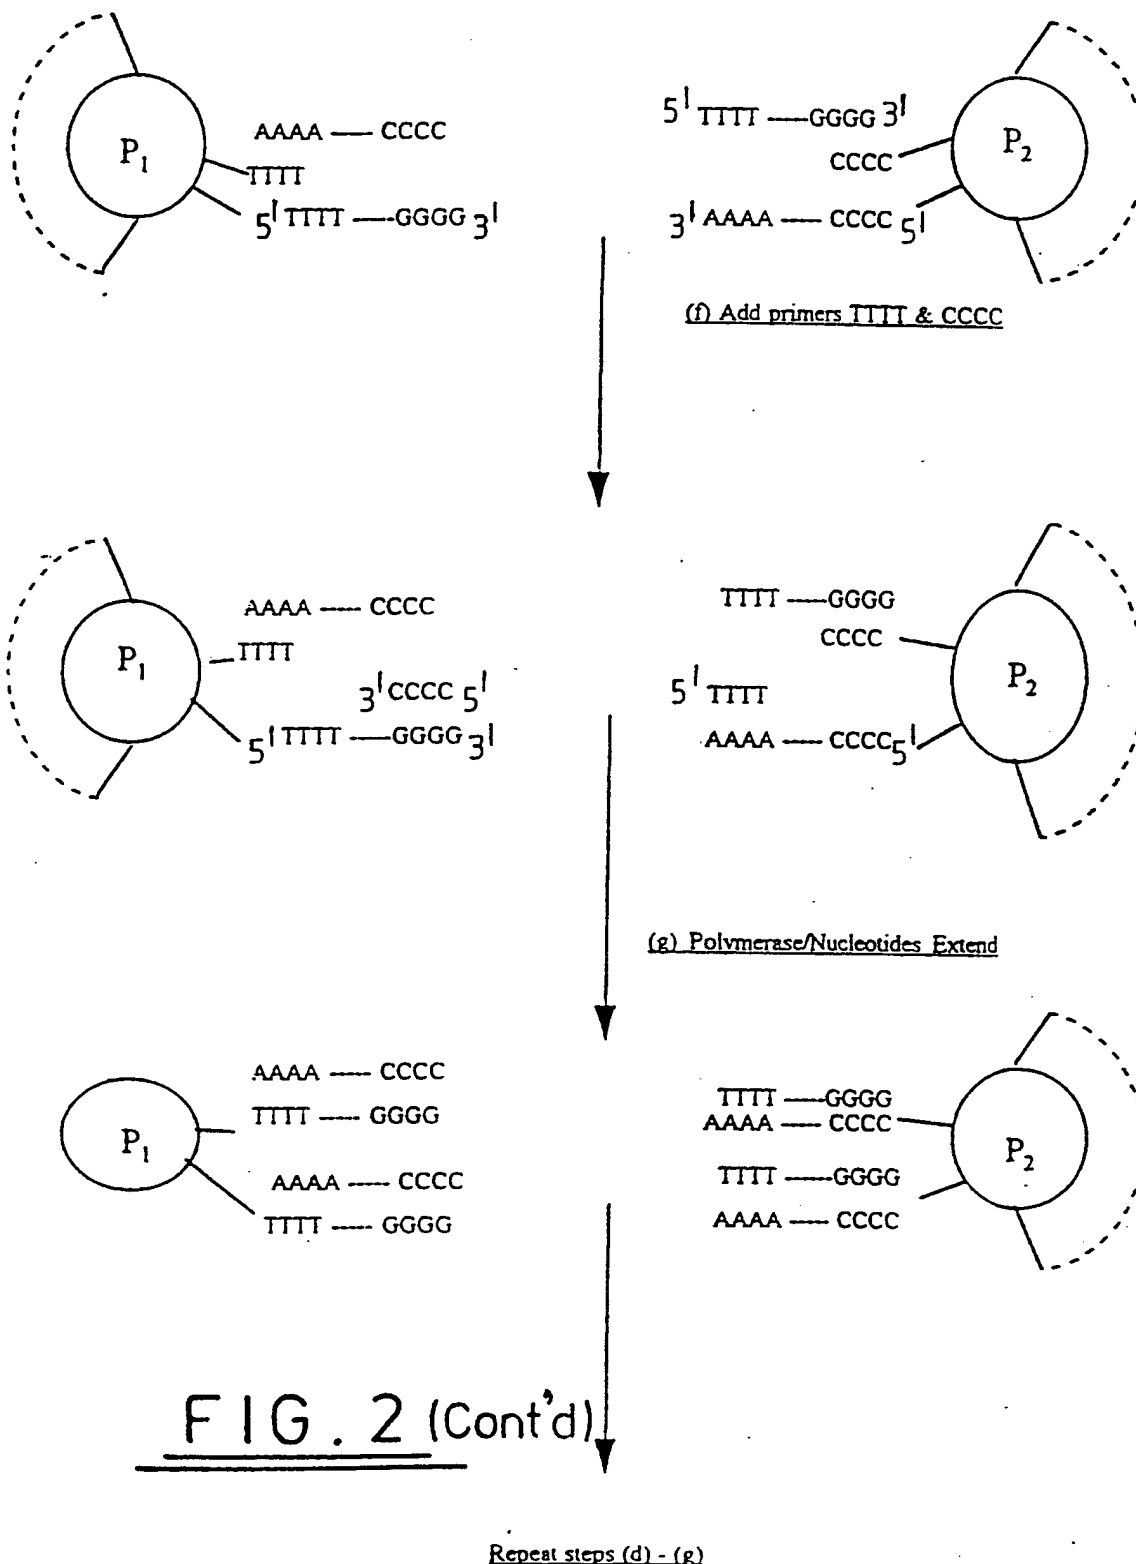 AAAA — CCCC
P1
TTTT
5' TTTT — GGGG 3'
5' TTTT — GGGG 3'
CCCC
P2
3' AAAA — CCCC 5'
(f) Add primers TTTT & CCCC
AAAA — CCCC
P1
TTTT
3' CCCC 5'
5' TTTT — GGGG 3'
TTTT — GGGG
CCCC
P2
5' TTTT
AAAA — CCCC 5'
(g) Polymerase/Nucleotides Extend
AAAA — CCCC
TTTT — GGGG
P1
AAAA — CCCC
TTTT — GGGG
TTTT — GGGG
AAAA — CCCC
P2
TTTT — GGGG
AAAA — CCCC
FIG. 2 (Cont'd)
Repeat steps (d) - (g)